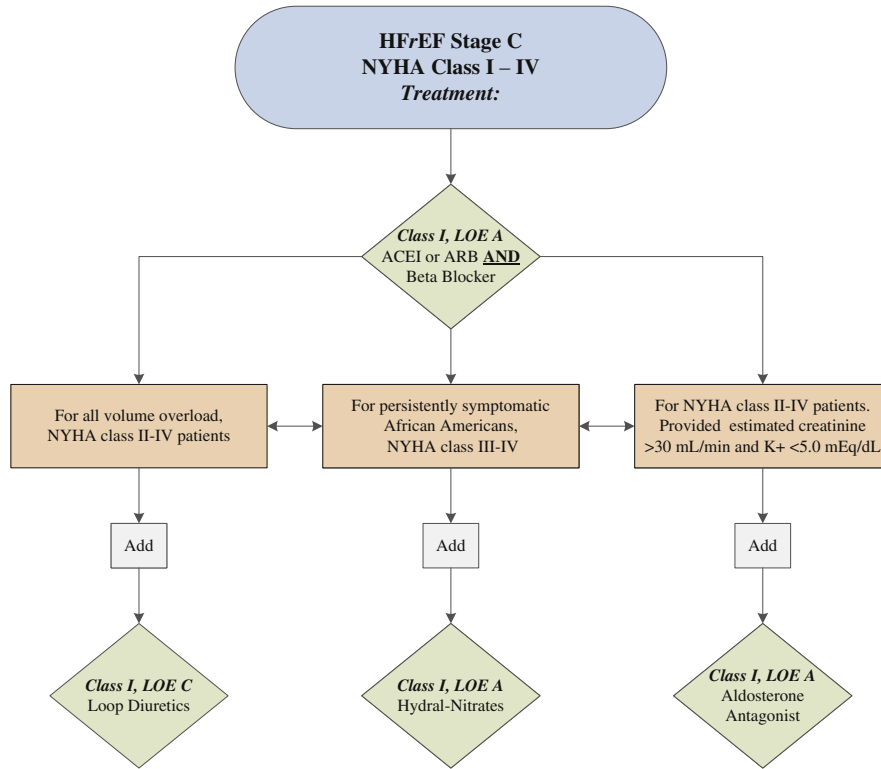 HFrEF Stage C
NYHA Class I – IV
Treatment:
Class I, LOE A
ACEI or ARB AND
Beta Blocker
For all volume overload,
NYHA class II-IV patients
For persistently symptomatic
African Americans,
NYHA class III-IV
For NYHA class II-IV patients.
Provided estimated creatinine
>30 mL/min and K+ <5.0 mEq/dL
Add
Add
Add
Class I, LOE C
Loop Diuretics
Class I, LOE A
Hydral-Nitrates
Class I, LOE A
Aldosterone
Antagonist